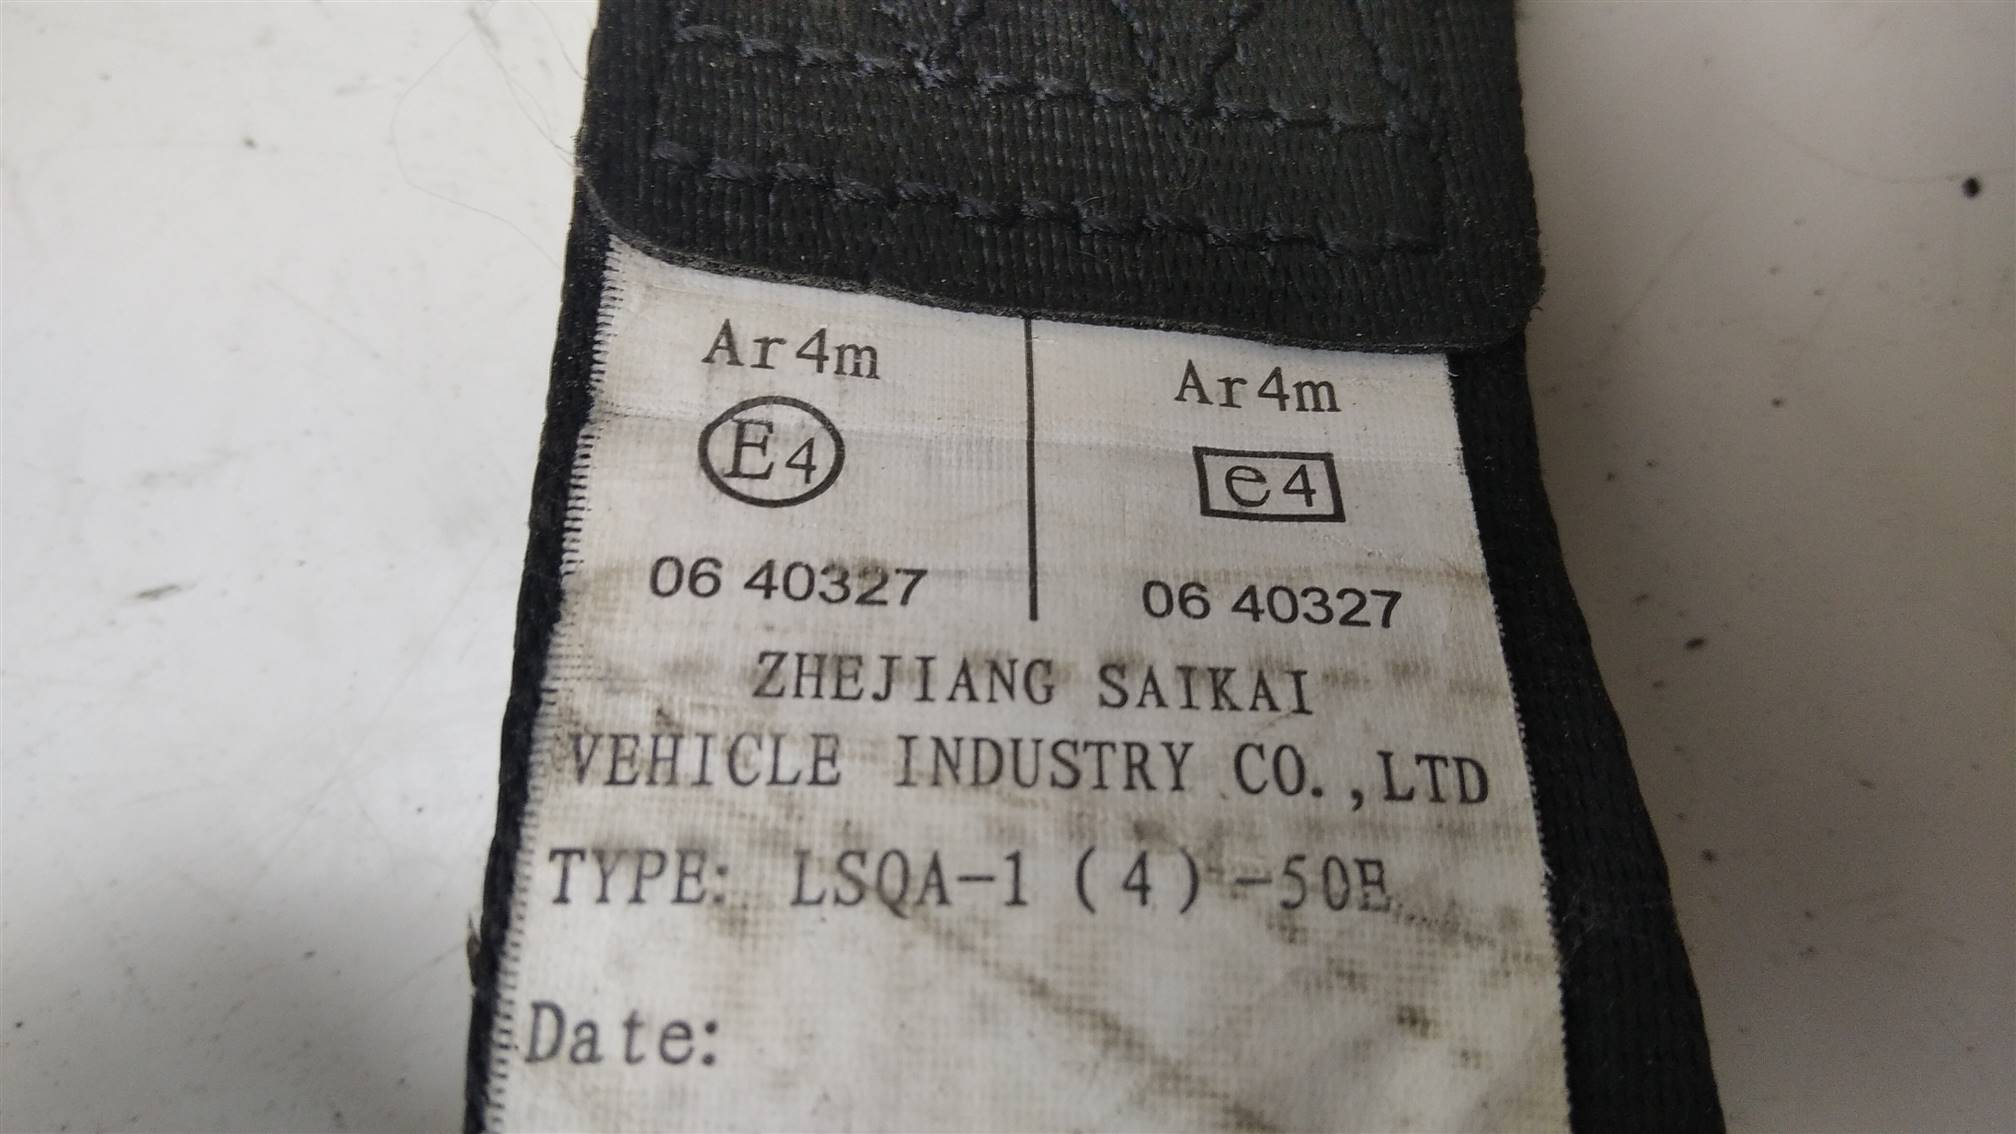 Ar4m
E4
06 40327
Ar4m
e4
06 40327
ZHEJIANG SAIKAI
VEHICLE INDUSTRY CO.,LTD
TYPE: LSQA-1(4)-50E
Date: